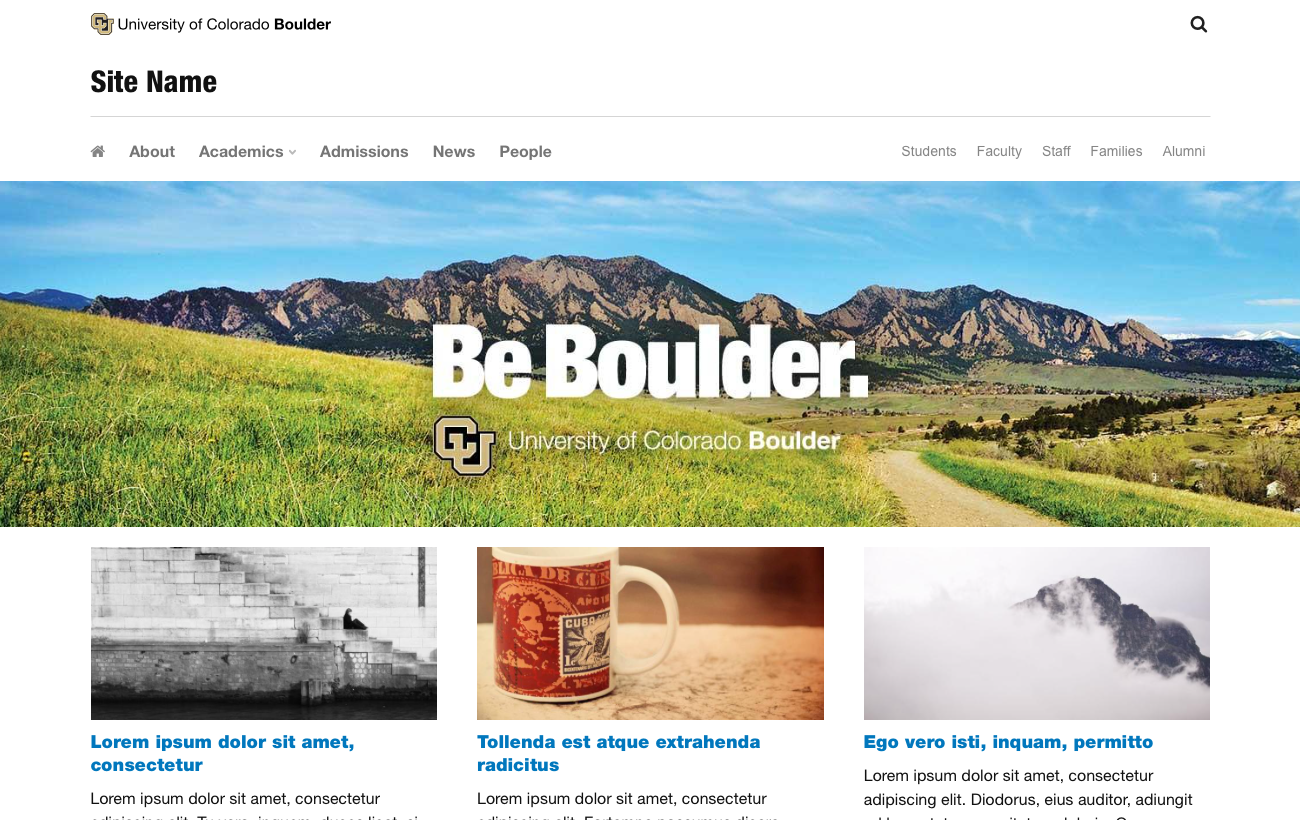 University of Colorado Boulder
Site Name
About Academics Admissions News People
Students Faculty Staff Families Alumni
Be Boulder.
University of Colorado Boulder
CUBA
AÑO
1c
Lorem ipsum dolor sit amet,
consectetur
Lorem ipsum dolor sit amet, consectetur
Tollenda est atque extrahenda
radicitus
Lorem ipsum dolor sit amet, consectetur
Ego vero isti, inquam, permitto
Lorem ipsum dolor sit amet, consectetur
adipiscing elit. Diodorus, eius auditor, adiungit